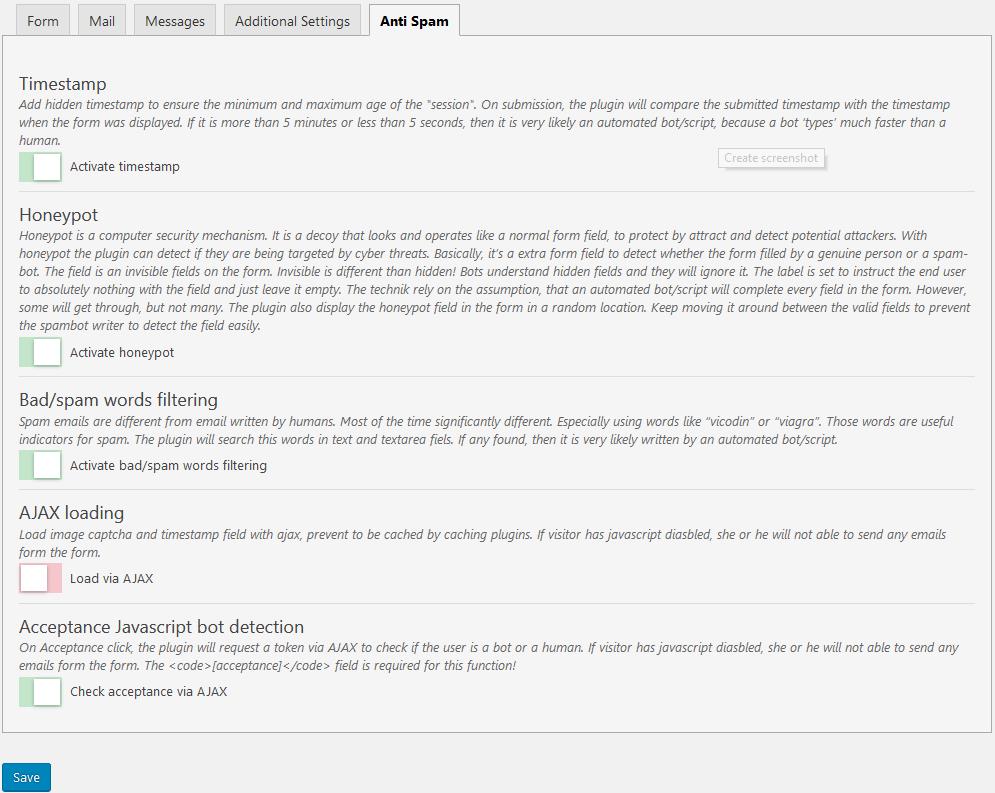 Form
Mail
Messages
Additional Settings
Anti Spam
Timestamp
Add hidden timestamp to ensure the minimum and maximum age of the "session". On submission, the plugin will compare the submitted timestamp with the timestamp
when the form was displayed. If it is more than 5 minutes or less than 5 seconds, then it is very likely an automated bot/script, because a bot ‘types’ much faster than a
human.
Create screenshot
Activate timestamp
Honeypot
Honeypot is a computer security mechanism. It is a decoy that looks and operates like a normal form field, to protect by attract and detect potential attackers. With
honeypot the plugin can detect if they are being targeted by cyber threats. Basically, it's a extra form field to detect whether the form filled by a genuine person or a spam-
bot. The field is an invisible fields on the form. Invisible is different than hidden! Bots understand hidden fields and they will ignore it. The label is set to instruct the end user
to absolutely nothing with the field and just leave it empty. The technik rely on the assumption, that an automated bot/script will complete every field in the form. However,
some will get through, but not many. The plugin also display the honeypot field in the form in a random location. Keep moving it around between the valid fields to prevent
the spambot writer to detect the field easily.
Activate honeypot
Bad/spam words filtering
Spam emails are different from email written by humans. Most of the time significantly different. Especially using words like “vicodin” or “viagra”. Those words are useful
indicators for spam. The plugin will search this words in text and textarea fiels. If any found, then it is very likely written by an automated bot/script.
Activate bad/spam words filtering
AJAX loading
Load image captcha and timestamp field with ajax, prevent to be cached by caching plugins. If visitor has javascript diasbled, she or he will not able to send any emails
form the form.
Load via AJAX
Acceptance Javascript bot detection
On Acceptance click, the plugin will request a token via AJAX to check if the user is a bot or a human. If visitor has javascript diasbled, she or he will not able to send any
emails form the form. The <code>[acceptance]</code> field is required for this function!
Check acceptance via AJAX
Save